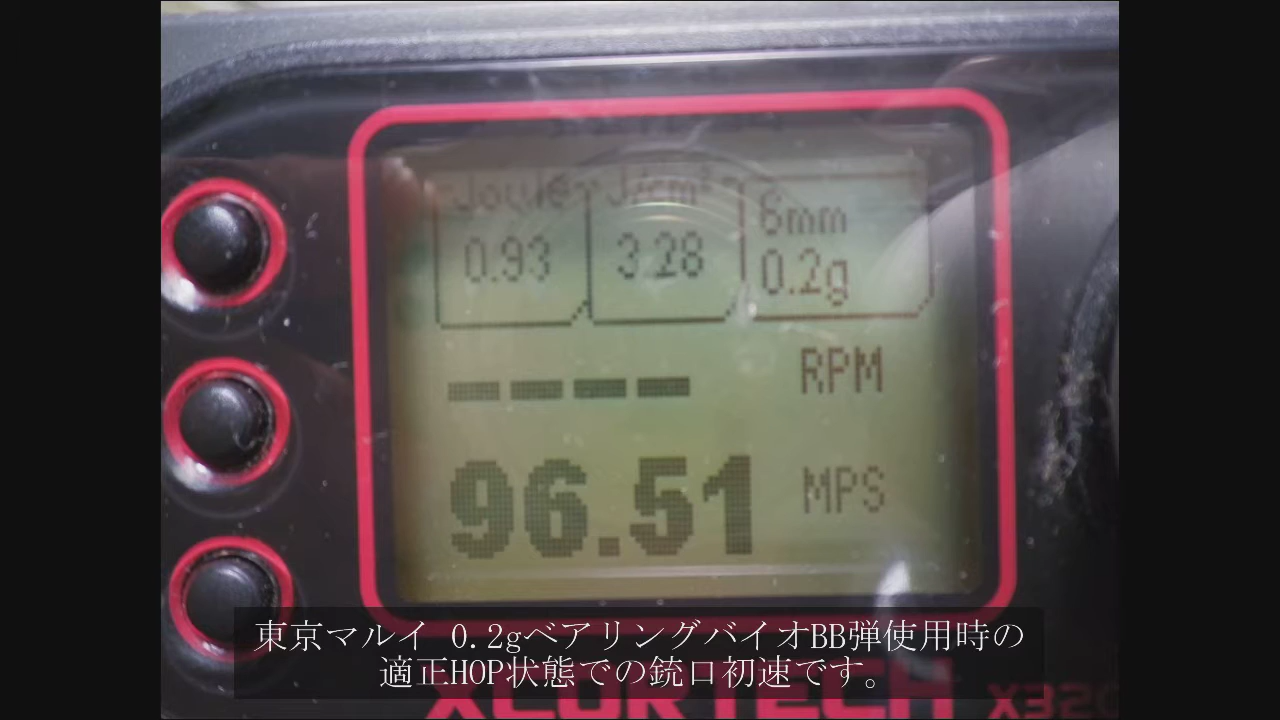 Joule J/cm² 6mm
0.93 3.28 0.2g
---- RPM
96.51 MPS
東京マルイ 0.2gベアリングバイオBB弾使用時の
適正HOP状態での銃口初速です。
XCORTECH X320